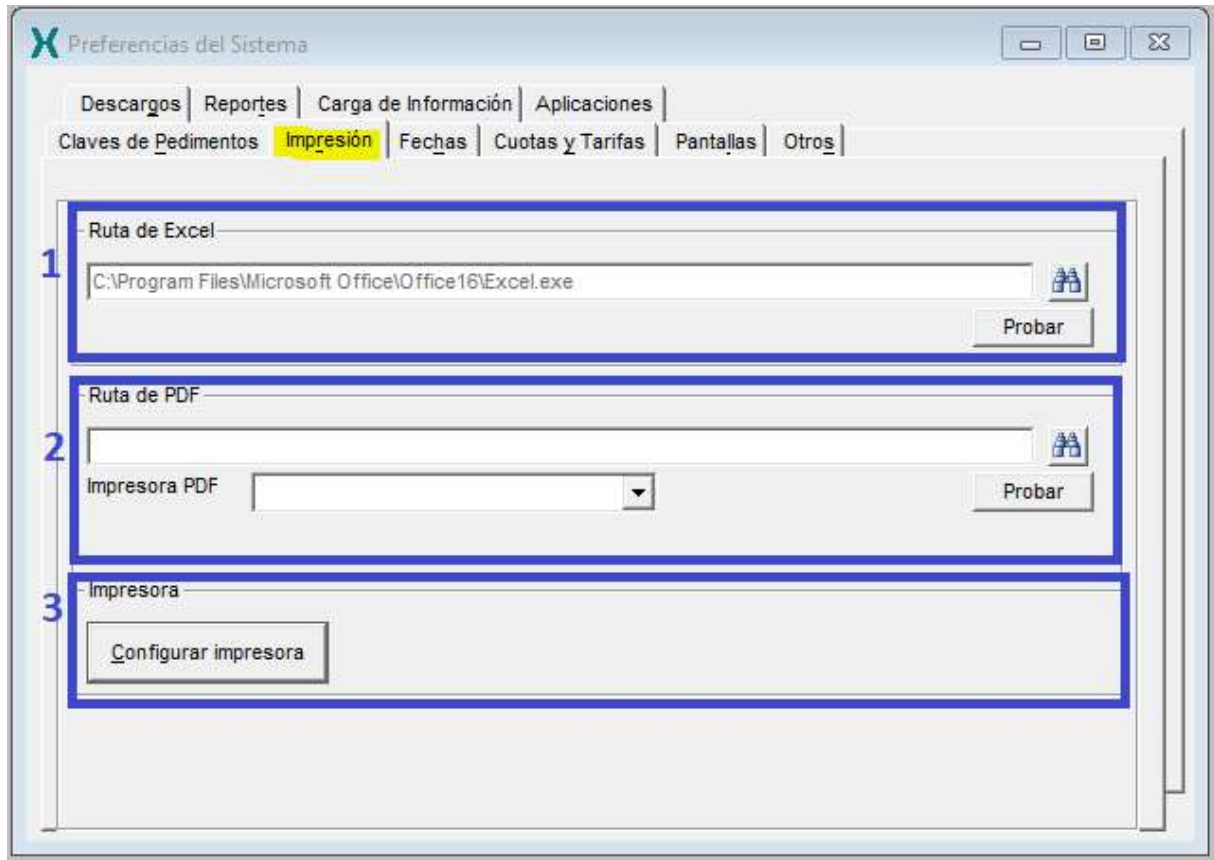 Preferencias del Sistema
Descargos Reportes Carga de Información Aplicaciones
Claves de Pedimentos Impresión Fechas Cuotas y Tarifas Pantallas Otros
Ruta de Excel
1
C:\Program Files\Microsoft Office\Office16\Excel.exe
Probar
Ruta de PDF
2
Impresora PDF
Probar
Impresora
3
Configurar impresora